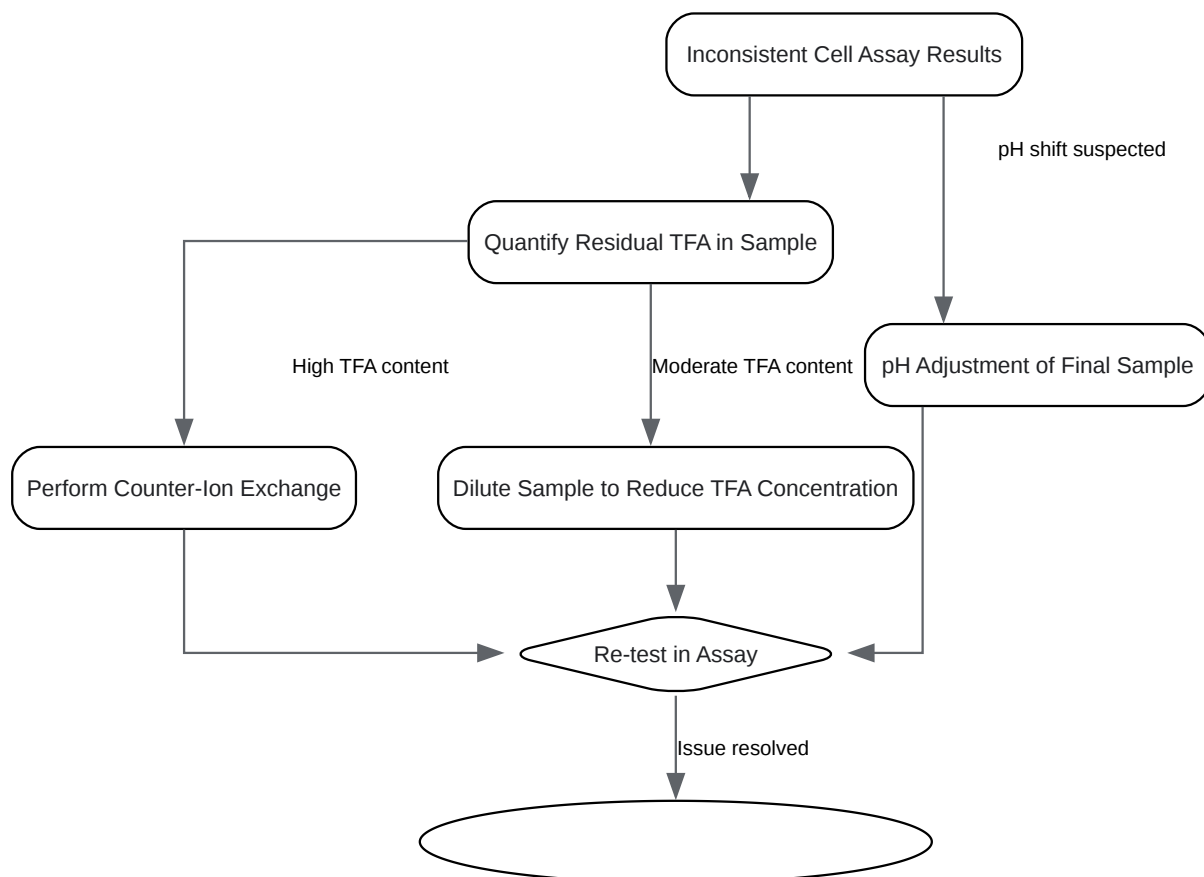 Inconsistent Cell Assay Results
pH shift suspected
Quantify Residual TFA in Sample
High TFA content
Moderate TFA content
pH Adjustment of Final Sample
Perform Counter-Ion Exchange
Dilute Sample to Reduce TFA Concentration
Re-test in Assay
Issue resolved